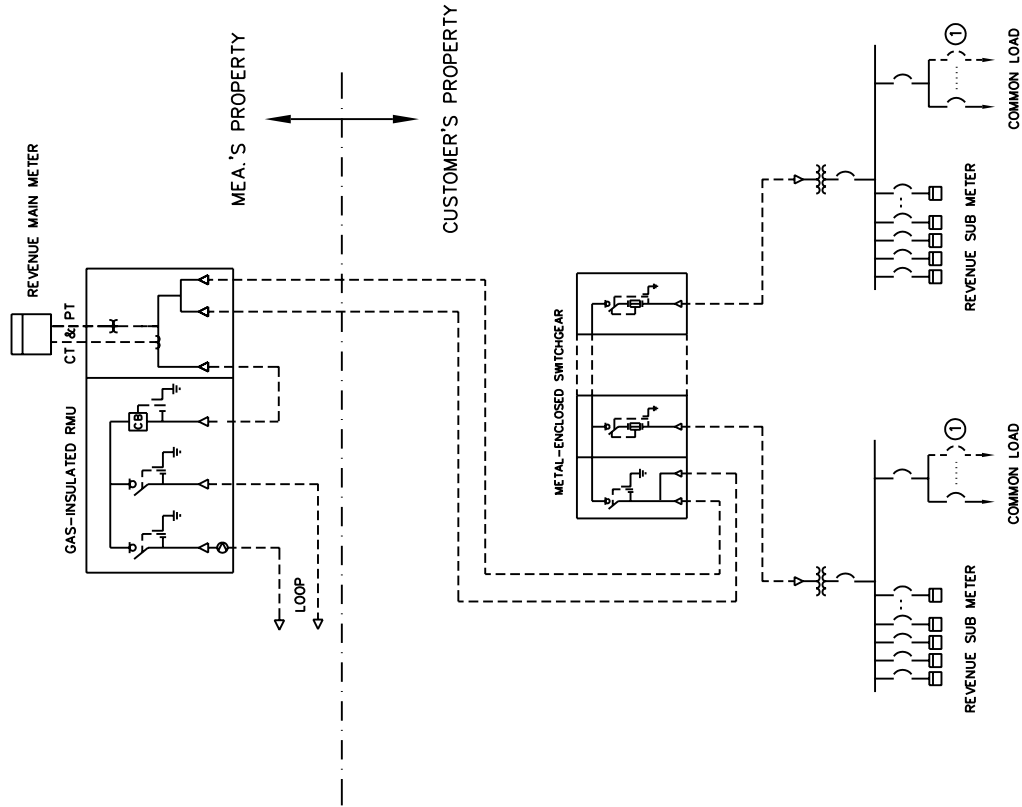 REVENUE MAIN METER
MEA.'S PROPERTY
CUSTOMER'S PROPERTY
CT & PT
GAS-INSULATED RMU
CB
LOOP
METAL-ENCLOSED SWITCHGEAR
1
COMMON LOAD
REVENUE SUB METER
1
COMMON LOAD
REVENUE SUB METER